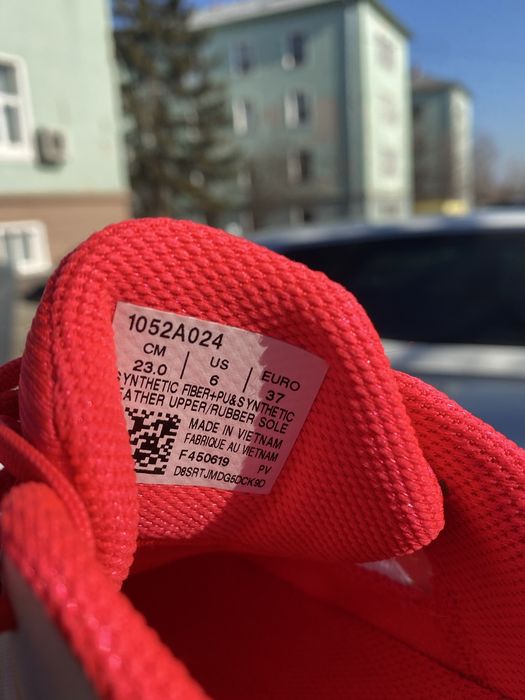 1052A024
CM | US | EURO
23.0 | 6 | 37
SYNTHETIC FIBER+PU&SYNTHETIC
LEATHER UPPER/RUBBER SOLE
MADE IN VIETNAM
FABRIQUE AU VIETNAM
F450619 PV
D8SRTJMDG5DCK9D